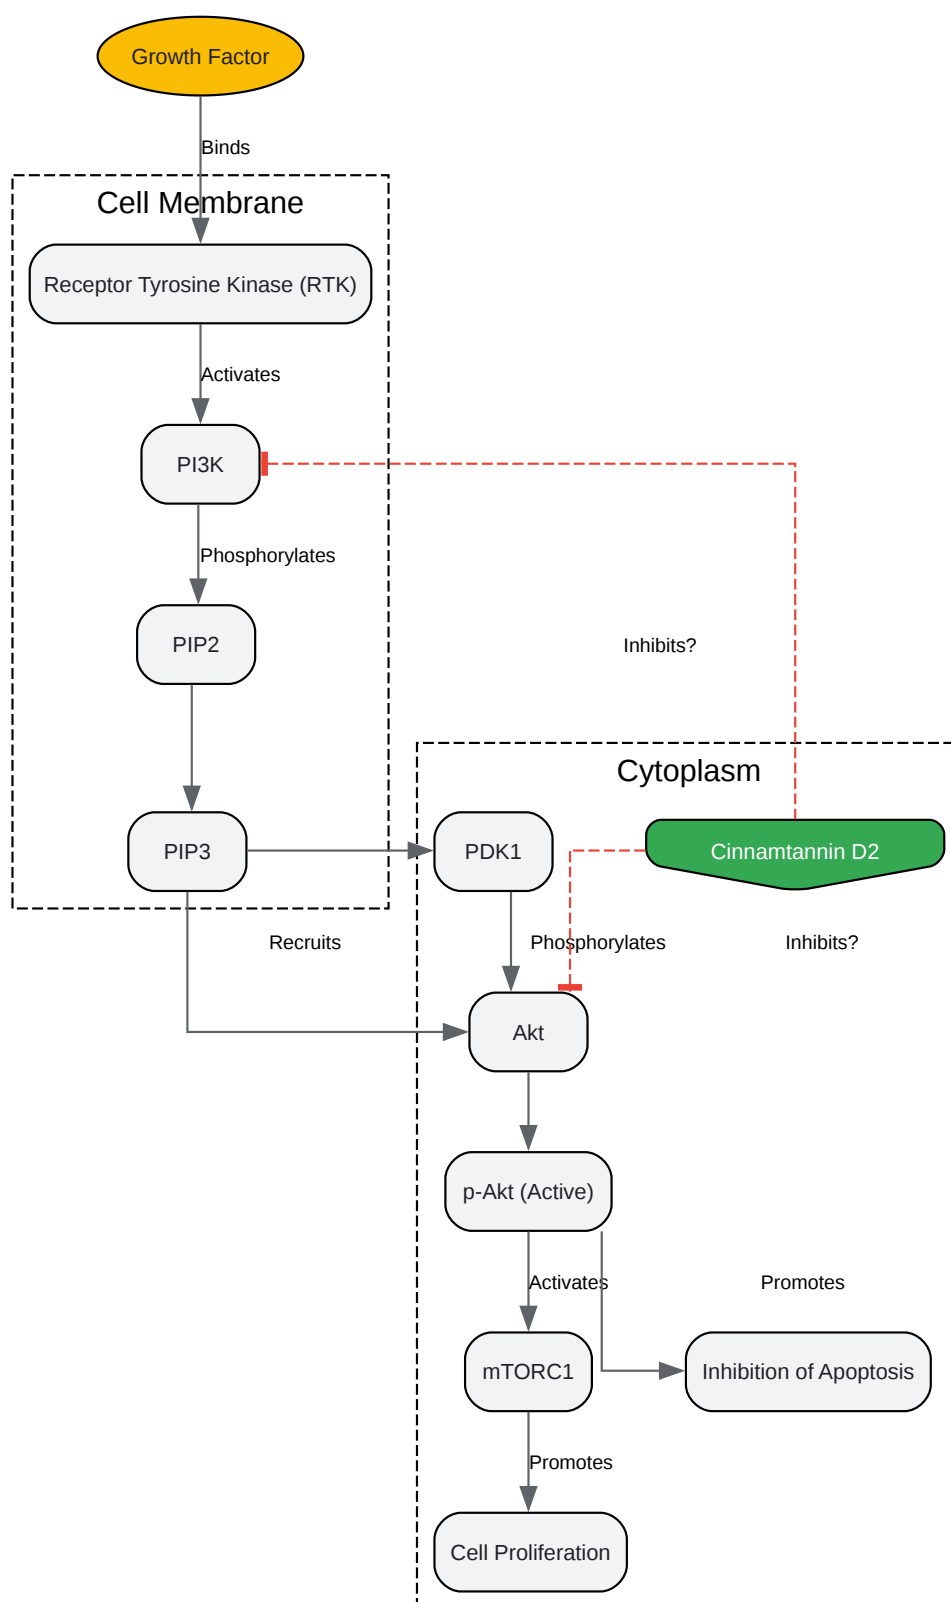 Growth Factor
Binds
Cell Membrane
Receptor Tyrosine Kinase (RTK)
Activates
PI3K
Phosphorylates
PIP2
Inhibits?
Cytoplasm
PIP3
PDK1
Cinnamtannin D2
Recruits
Phosphorylates
Inhibits?
Akt
p-Akt (Active)
Activates
Promotes
mTORC1
Inhibition of Apoptosis
Promotes
Cell Proliferation